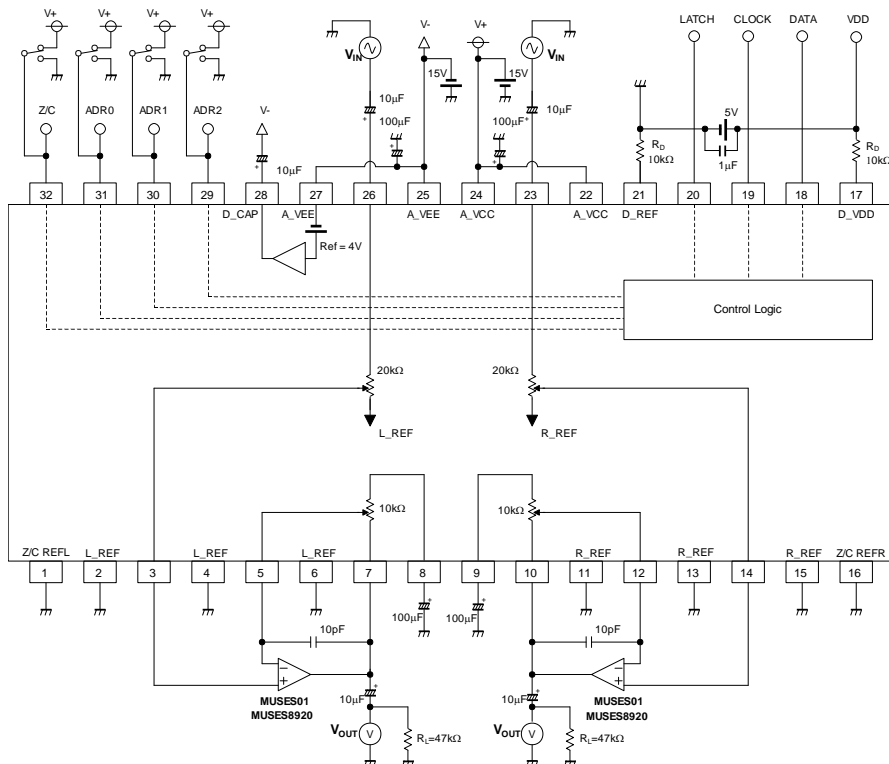 V+ V+ V+ V+ V- V+ LATCH CLOCK DATA VDD
VIN VIN
15V 15V
Z/C ADR0 ADR1 ADR2 V- 10μF 100μF 100μF 10μF 5V
10μF RD 10kΩ 1μF RD 10kΩ
32 31 30 29 28 27 26 25 24 23 22 21 20 19 18 17
D_CAP A_VEE A_VEE A_VCC A_VCC D_REF D_VDD
Ref = 4V
Control Logic
20kΩ 20kΩ
L_REF R_REF
10kΩ 10kΩ
Z/C REFL L_REF L_REF L_REF R_REF R_REF R_REF Z/C REFR
1 2 3 4 5 6 7 8 9 10 11 12 13 14 15 16
100μF 100μF
10pF 10pF
MUSES01 MUSES01
MUSES8920 MUSES8920
10μF 10μF
VOUT V RL=47kΩ VOUT V RL=47kΩ